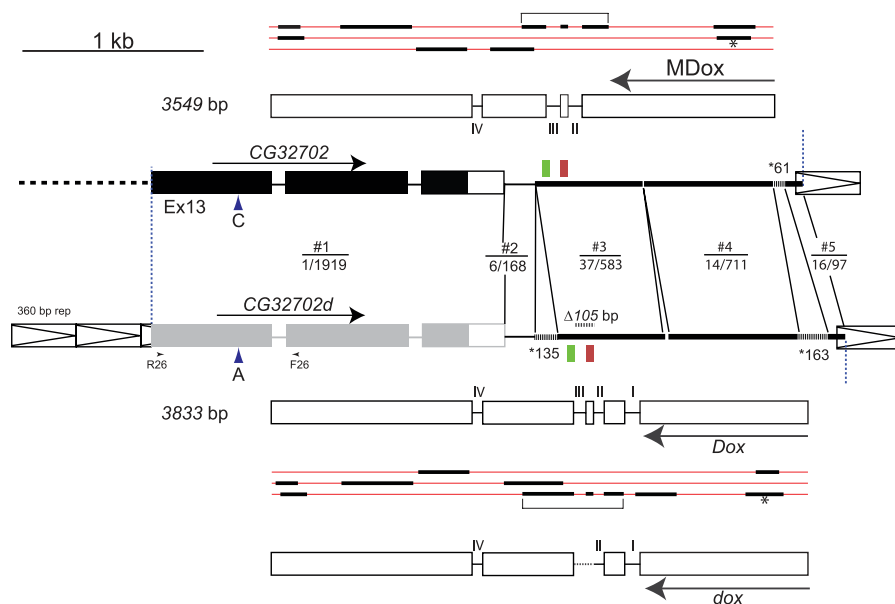 1 kb
*
MDox
3549 bp
IV III II
CG32702
*61
Ex13
C
#1
1/1919
#2
6/168
#3
37/583
#4
14/711
#5
16/97
360 bp rep
CG32702d
Δ105 bp
R26
A
F26
*135
*163
IV III II I
3833 bp
Dox
*
IV II I
dox